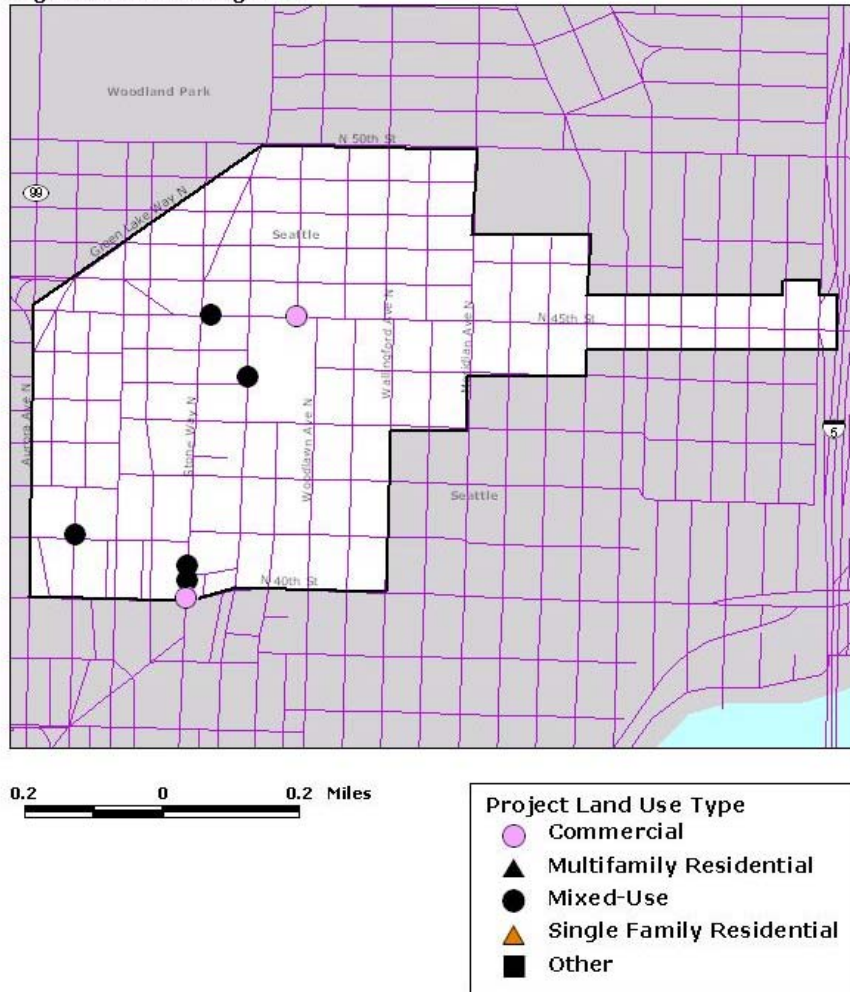 Woodland Park
N 50th St
99
Green Lake Way N
Seattle
Wallingford Ave N
Meridian Ave N
N 45th St
Aurora Ave N
Stone Way N
Woodlawn Ave N
5
Seattle
N 40th St
0.2 0 0.2 Miles
Project Land Use Type
Commercial
Multifamily Residential
Mixed-Use
Single Family Residential
Other